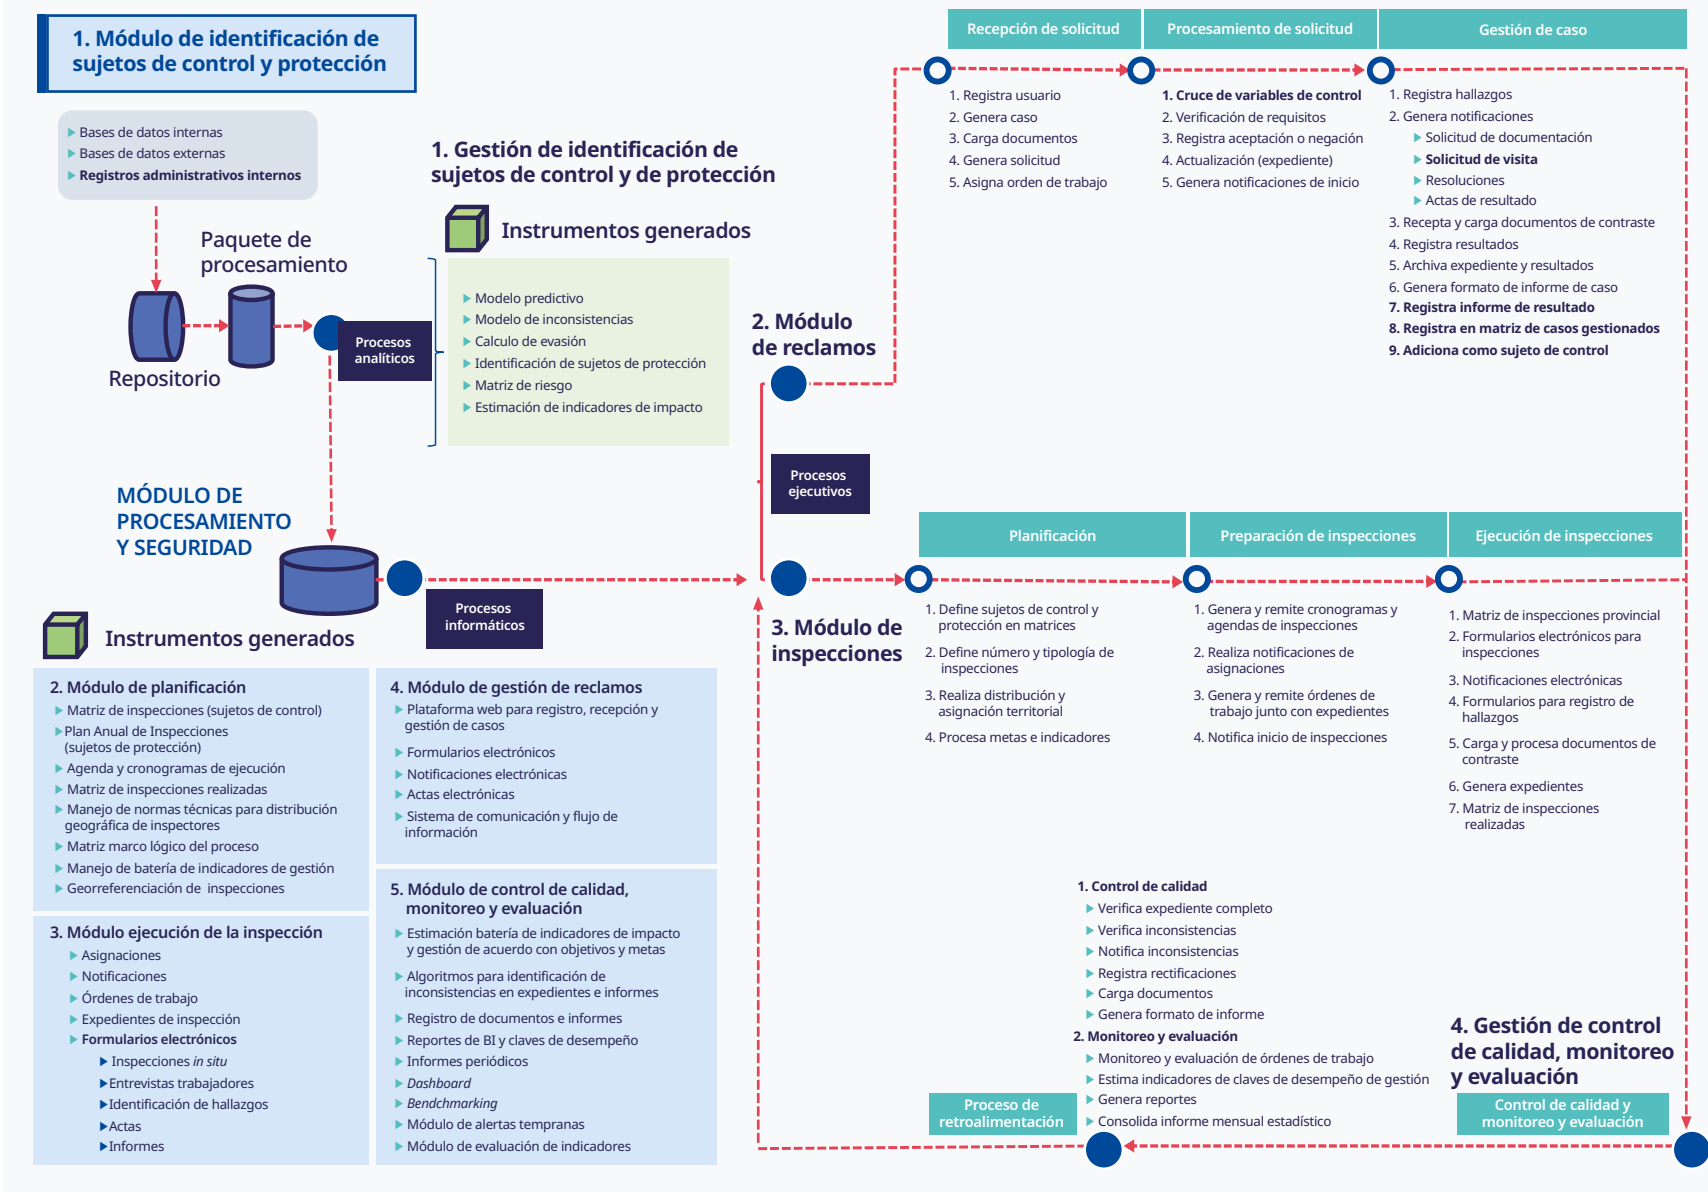 1. Módulo de identificación de
sujetos de control y protección
Bases de datos internas
Bases de datos externas
Registros administrativos internos
Paquete de
procesamiento
Repositorio
Procesos
analíticos
1. Gestión de identificación de
sujetos de control y de protección
Instrumentos generados
Modelo predictivo
Modelo de inconsistencias
Calculo de evasión
Identificación de sujetos de protección
Matriz de riesgo
Estimación de indicadores de impacto
2. Módulo
de reclamos
Procesos
ejecutivos
Recepción de solicitud
1. Registra usuario
2. Genera caso
3. Carga documentos
4. Genera solicitud
5. Asigna orden de trabajo
Procesamiento de solicitud
1. Cruce de variables de control
2. Verificación de requisitos
3. Registra aceptación o negación
4. Actualización (expediente)
5. Genera notificaciones de inicio
Gestión de caso
1. Registra hallazgos
2. Genera notificaciones
Solicitud de documentación
Solicitud de visita
Resoluciones
Actas de resultado
3. Recepta y carga documentos de contraste
4. Registra resultados
5. Archiva expediente y resultados
6. Genera formato de informe de caso
7. Registra informe de resultado
8. Registra en matriz de casos gestionados
9. Adiciona como sujeto de control
MÓDULO DE
PROCESAMIENTO
Y SEGURIDAD
Procesos
informáticos
Instrumentos generados
2. Módulo de planificación
Matriz de inspecciones (sujetos de control)
Plan Anual de Inspecciones
(sujetos de protección)
Agenda y cronogramas de ejecución
Matriz de inspecciones realizadas
Manejo de normas técnicas para distribución
geográfica de inspectores
Matriz marco lógico del proceso
Manejo de batería de indicadores de gestión
Georreferenciación de inspecciones
3. Módulo ejecución de la inspección
Asignaciones
Notificaciones
Órdenes de trabajo
Expedientes de inspección
Formularios electrónicos
Inspecciones in situ
Entrevistas trabajadores
Identificación de hallazgos
Actas
Informes
4. Módulo de gestión de reclamos
Plataforma web para registro, recepción y
gestión de casos
Formularios electrónicos
Notificaciones electrónicas
Actas electrónicas
Sistema de comunicación y flujo de
información
5. Módulo de control de calidad,
monitoreo y evaluación
Estimación batería de indicadores de impacto
y gestión de acuerdo con objetivos y metas
Algoritmos para identificación de
inconsistencias en expedientes e informes
Registro de documentos e informes
Reportes de BI y claves de desempeño
Informes periódicos
Dashboard
Bendchmarking
Módulo de alertas tempranas
Módulo de evaluación de indicadores
3. Módulo de
inspecciones
Planificación
1. Define sujetos de control y
protección en matrices
2. Define número y tipología de
inspecciones
3. Realiza distribución y
asignación territorial
4. Procesa metas e indicadores
Preparación de inspecciones
1. Genera y remite cronogramas y
agendas de inspecciones
2. Realiza notificaciones de
asignaciones
3. Genera y remite órdenes de
trabajo junto con expedientes
4. Notifica inicio de inspecciones
Ejecución de inspecciones
1. Matriz de inspecciones provincial
2. Formularios electrónicos para
inspecciones
3. Notificaciones electrónicas
4. Formularios para registro de
hallazgos
5. Carga y procesa documentos de
contraste
6. Genera expedientes
7. Matriz de inspecciones
realizadas
1. Control de calidad
Verifica expediente completo
Verifica inconsistencias
Notifica inconsistencias
Registra rectificaciones
Carga documentos
Genera formato de informe
2. Monitoreo y evaluación
Monitoreo y evaluación de órdenes de trabajo
Estima indicadores de claves de desempeño de gestión
Genera reportes
Consolida informe mensual estadístico
Proceso de
retroalimentación
4. Gestión de control
de calidad, monitoreo
y evaluación
Control de calidad y
monitoreo y evaluación